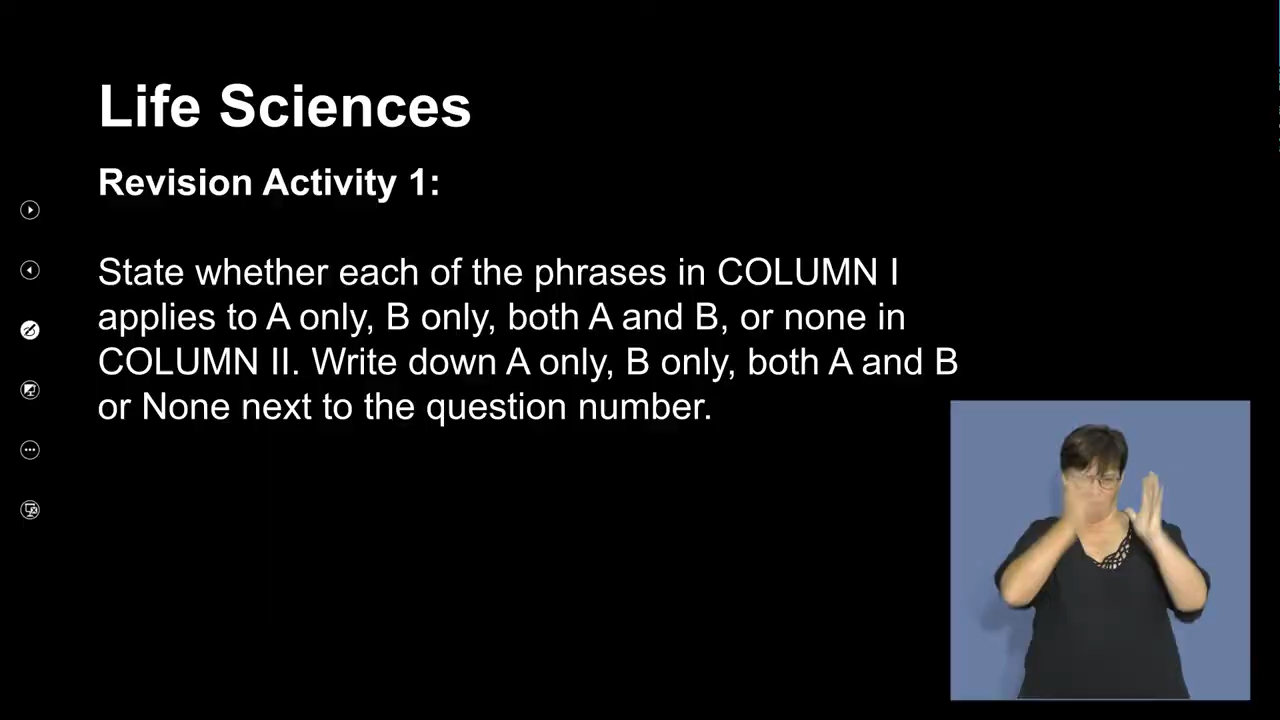 Life Sciences
Revision Activity 1:
State whether each of the phrases in COLUMN I
applies to A only, B only, both A and B, or none in
COLUMN II. Write down A only, B only, both A and B
or None next to the question number.